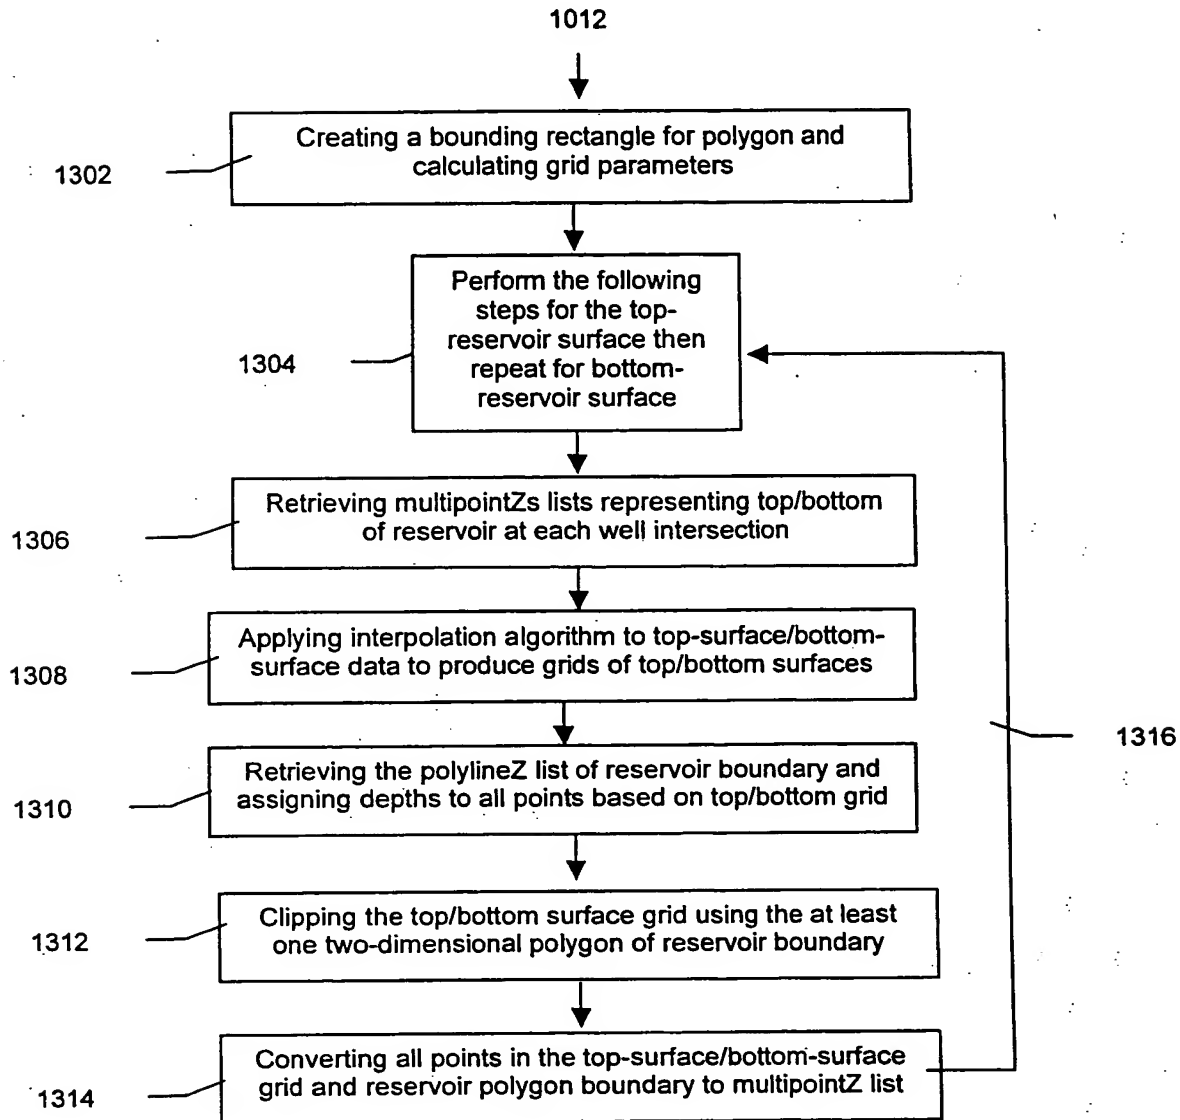 1012
Creating a bounding rectangle for polygon and
calculating grid parameters
1302
Perform the following
steps for the top-
reservoir surface then
repeat for bottom-
reservoir surface
1304
Retrieving multipointZs lists representing top/bottom
of reservoir at each well intersection
1306
Applying interpolation algorithm to top-surface/bottom-
surface data to produce grids of top/bottom surfaces
1308
1316
Retrieving the polylineZ list of reservoir boundary and
assigning depths to all points based on top/bottom grid
1310
Clipping the top/bottom surface grid using the at least
one two-dimensional polygon of reservoir boundary
1312
Converting all points in the top-surface/bottom-surface
grid and reservoir polygon boundary to multipointZ list
1314